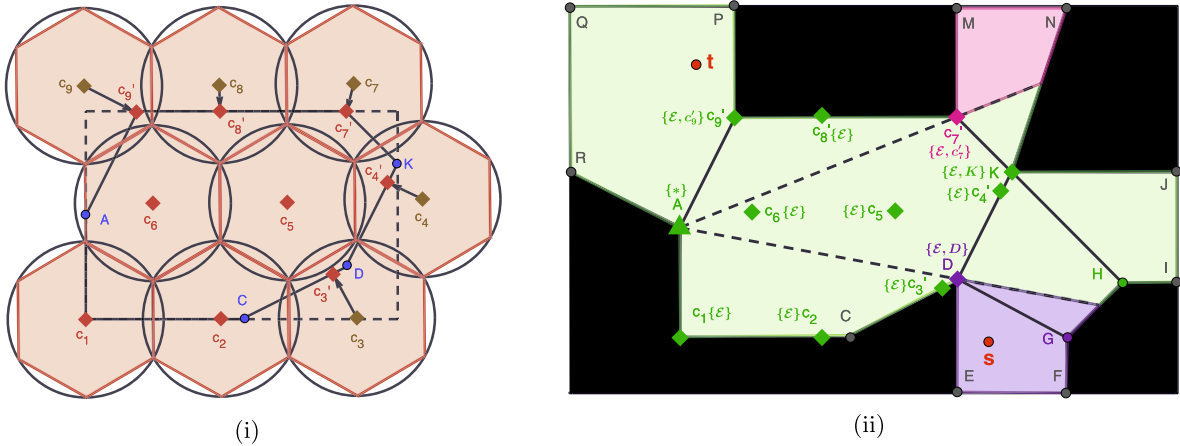 c₉
c₉'
c₈
c₈'
c₇
c₇'
K
c₄'
c₄
A
c₆
c₅
D
c₃'
C
c₁
c₂
c₃
(i)
Q
P
M
N
t
{ℰ, c₉'} c₉'
c₈' {ℰ}
c₇'
{ℰ, c₇'}
R
{ℰ, K} K
J
{*}
A
{ℰ} c₄'
c₆ {ℰ}
{ℰ} c₅
{ℰ, D}
D
H
I
{ℰ} c₃'
c₁ {ℰ}
{ℰ} c₂
C
G
s
E
F
(ii)